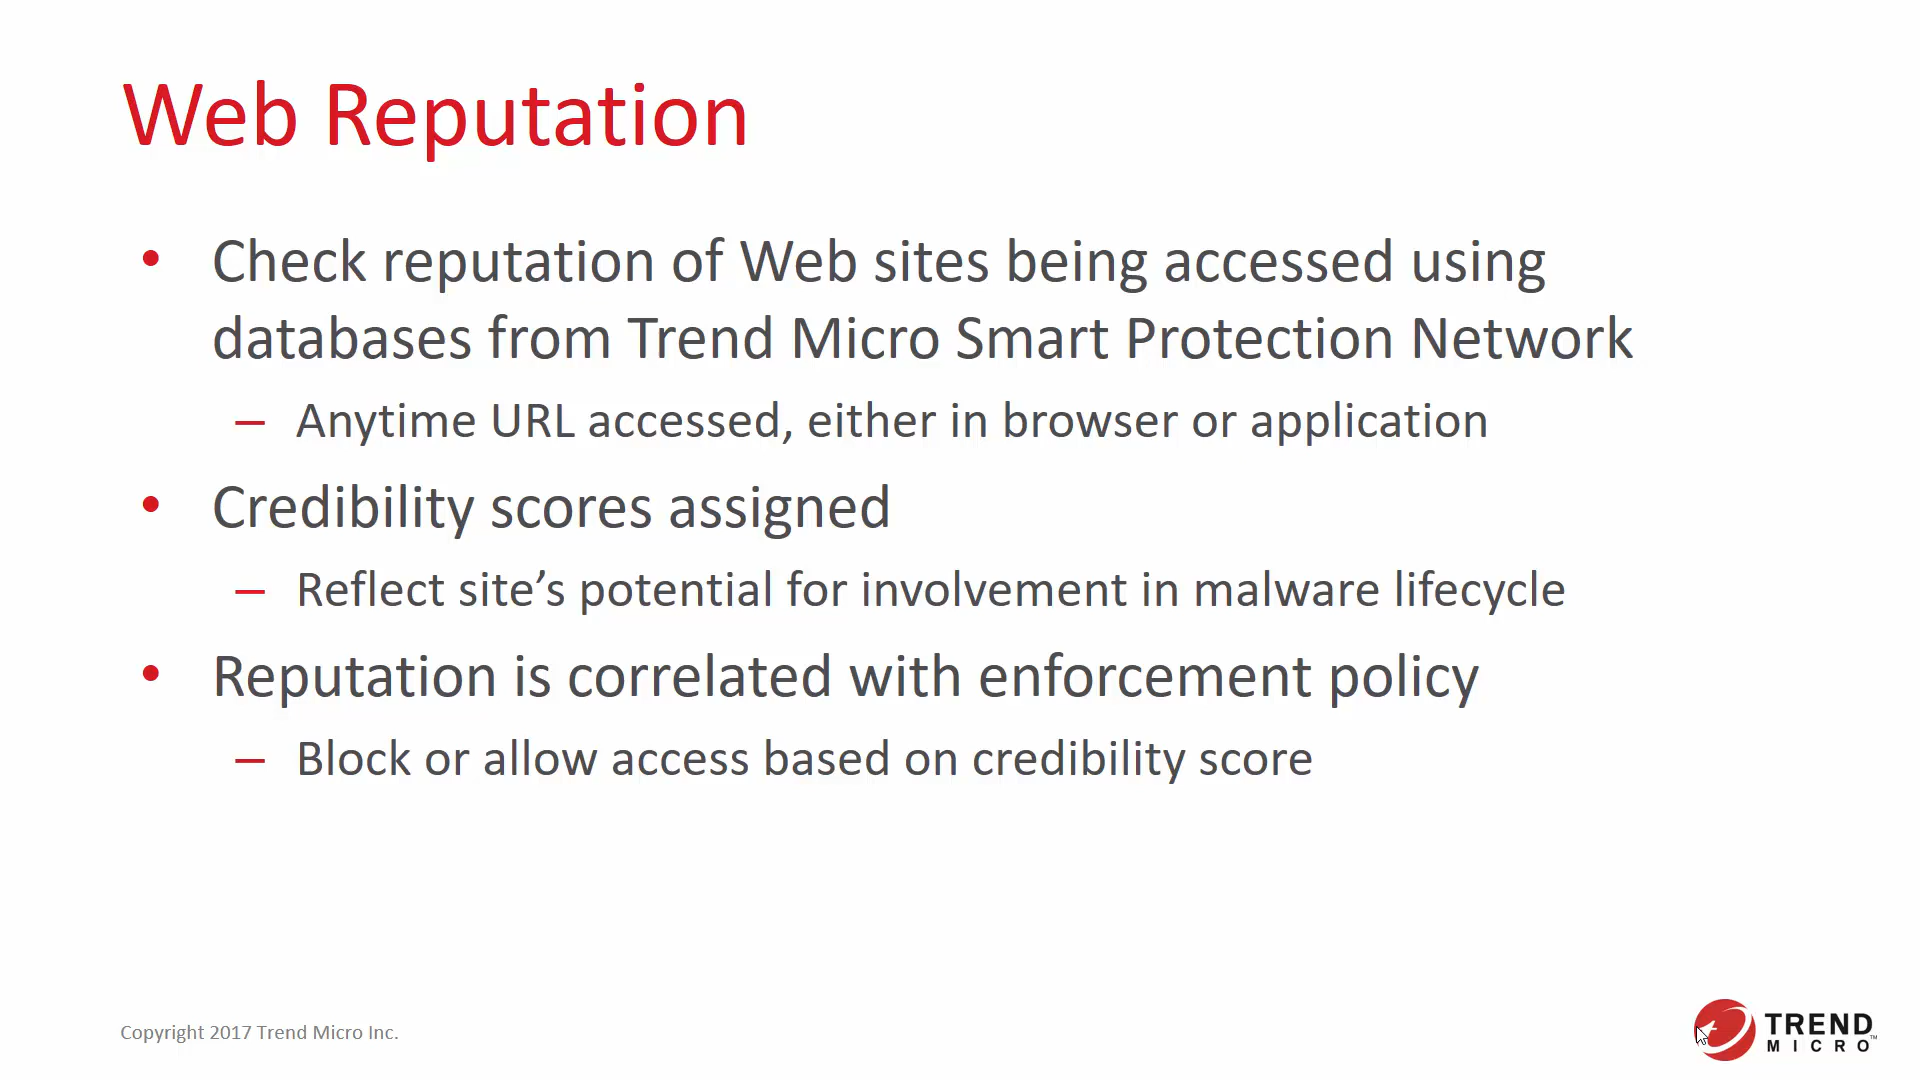 Web Reputation
• Check reputation of Web sites being accessed using
databases from Trend Micro Smart Protection Network
– Anytime URL accessed, either in browser or application
• Credibility scores assigned
– Reflect site’s potential for involvement in malware lifecycle
• Reputation is correlated with enforcement policy
– Block or allow access based on credibility score
Copyright 2017 Trend Micro Inc.
TREND
MICRO™